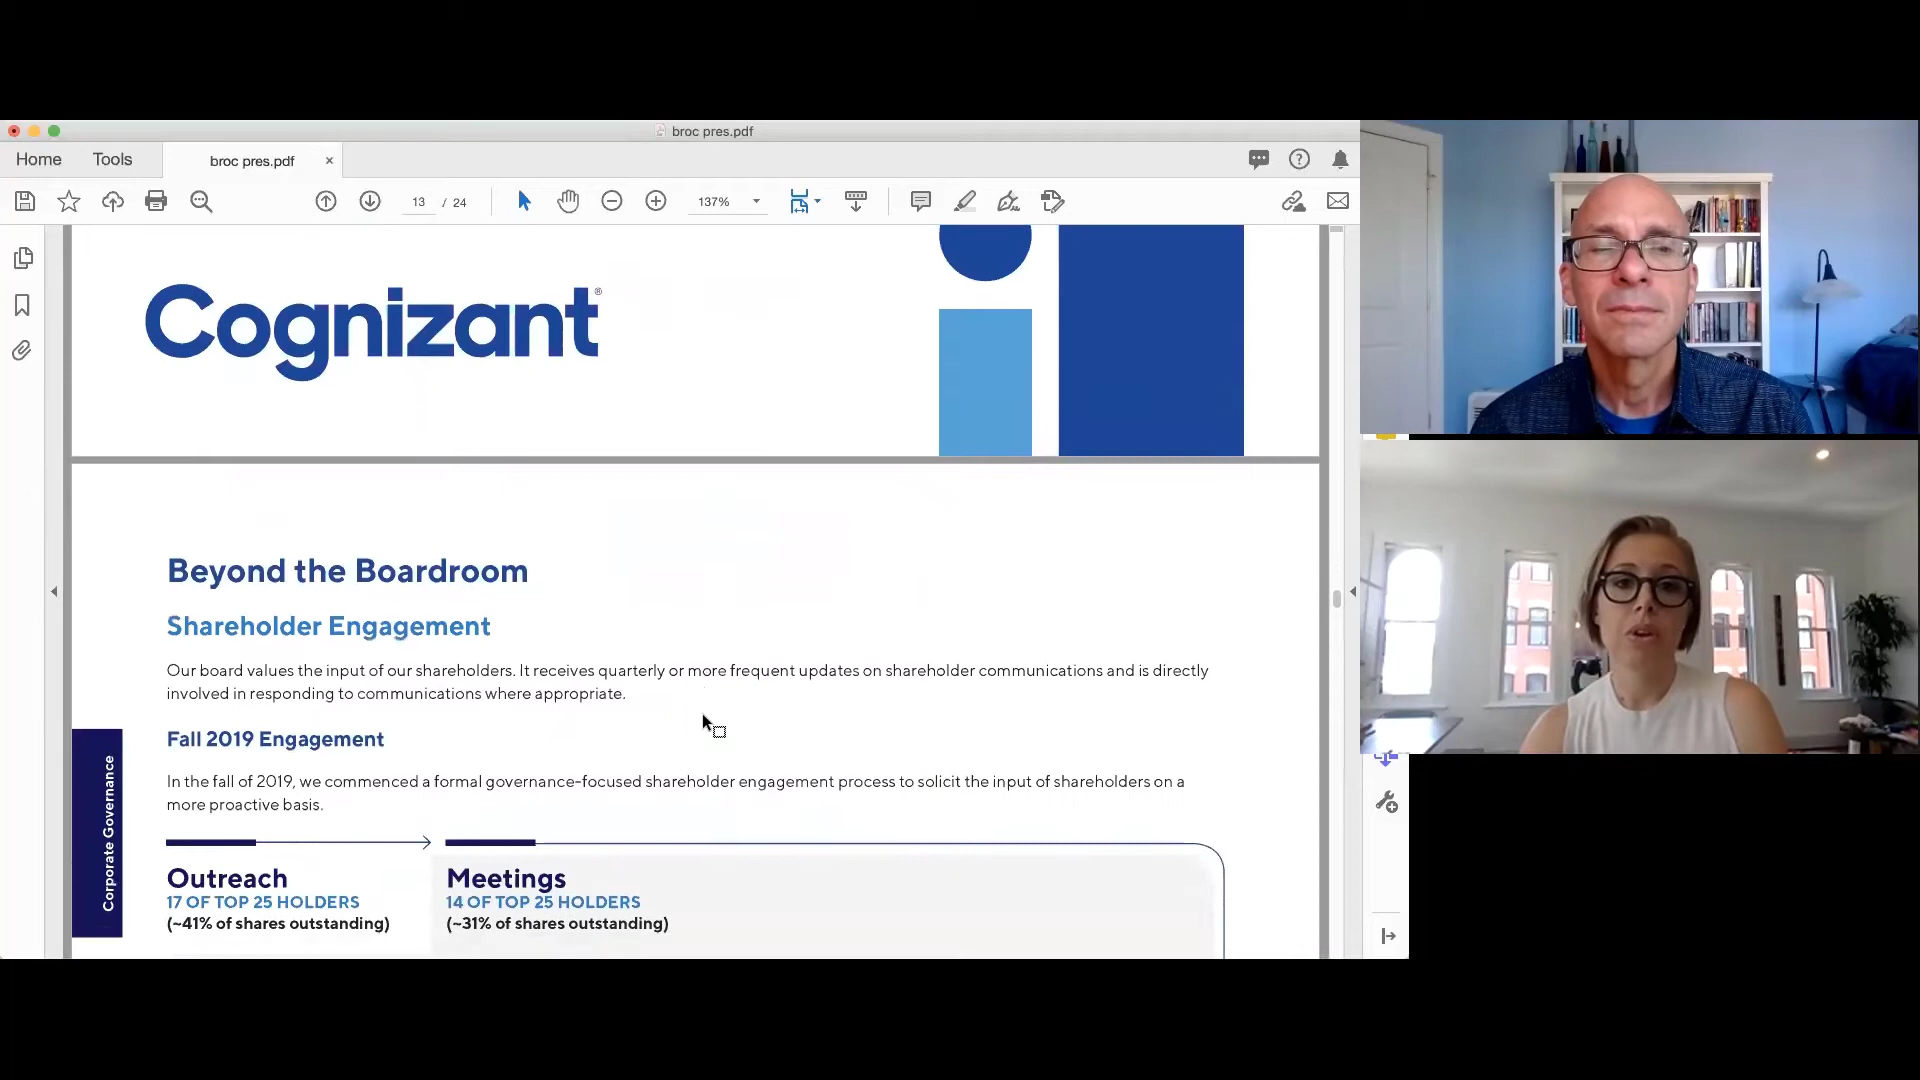 broc pres.pdf
Home
Tools
broc pres.pdf
13 / 24
137%
Cognizant®
Beyond the Boardroom
Shareholder Engagement
Our board values the input of our shareholders. It receives quarterly or more frequent updates on shareholder communications and is directly
involved in responding to communications where appropriate.
Fall 2019 Engagement
In the fall of 2019, we commenced a formal governance-focused shareholder engagement process to solicit the input of shareholders on a
more proactive basis.
Corporate Governance
Outreach
17 OF TOP 25 HOLDERS
(~41% of shares outstanding)
Meetings
14 OF TOP 25 HOLDERS
(~31% of shares outstanding)